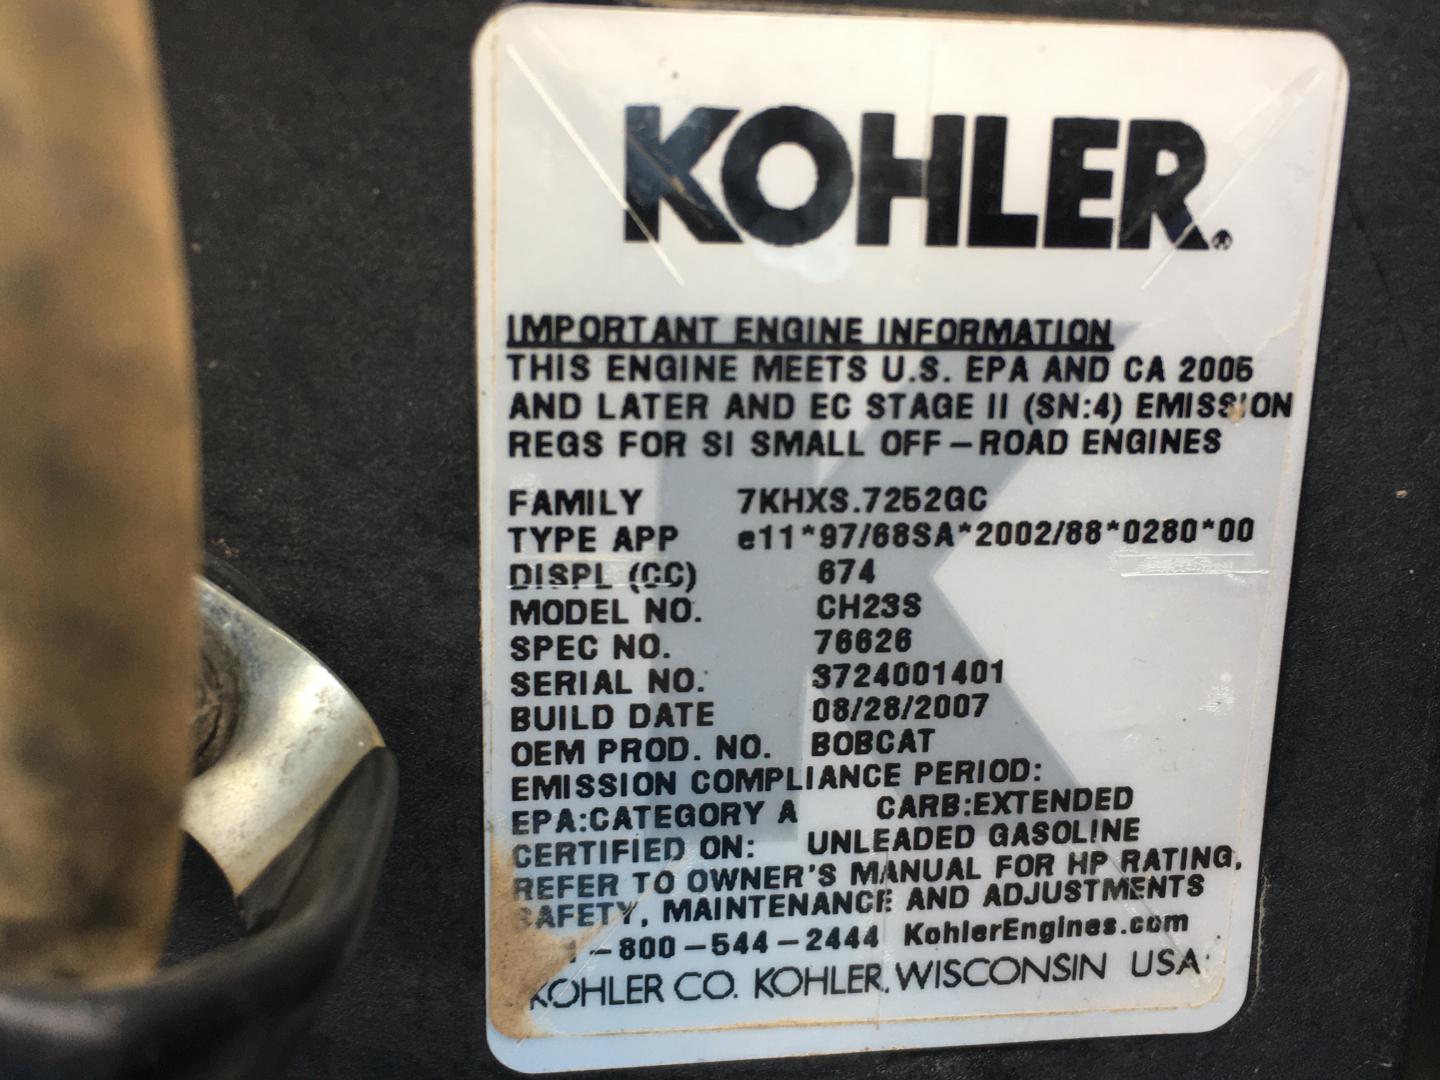 KOHLER®
IMPORTANT ENGINE INFORMATION
THIS ENGINE MEETS U.S. EPA AND CA 2005
AND LATER AND EC STAGE II (SN:4) EMISSION
REGS FOR SI SMALL OFF-ROAD ENGINES
FAMILY 7KHXS.7252GC
TYPE APP e11*97/68SA*2002/88*0280*00
DISPL (CC) 674
MODEL NO. CH23S
SPEC NO. 76626
SERIAL NO. 3724001401
BUILD DATE 08/28/2007
OEM PROD. NO. BOBCAT
EMISSION COMPLIANCE PERIOD:
EPA:CATEGORY A CARB:EXTENDED
CERTIFIED ON: UNLEADED GASOLINE
REFER TO OWNER'S MANUAL FOR HP RATING,
SAFETY, MAINTENANCE AND ADJUSTMENTS
1-800-544-2444 KohlerEngines.com
KOHLER CO. KOHLER, WISCONSIN USA